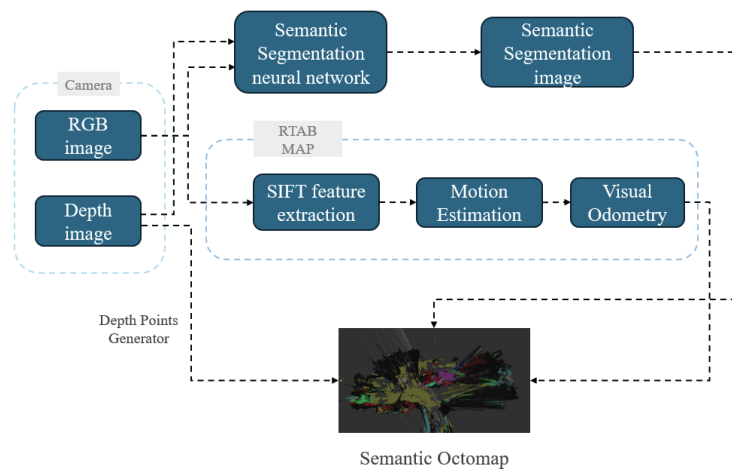 Semantic
Segmentation
neural network
Semantic
Segmentation
image
Camera
RGB
image
Depth
image
RTAB
MAP
SIFT feature
extraction
Motion
Estimation
Visual
Odometry
Depth Points
Generator
Semantic Octomap